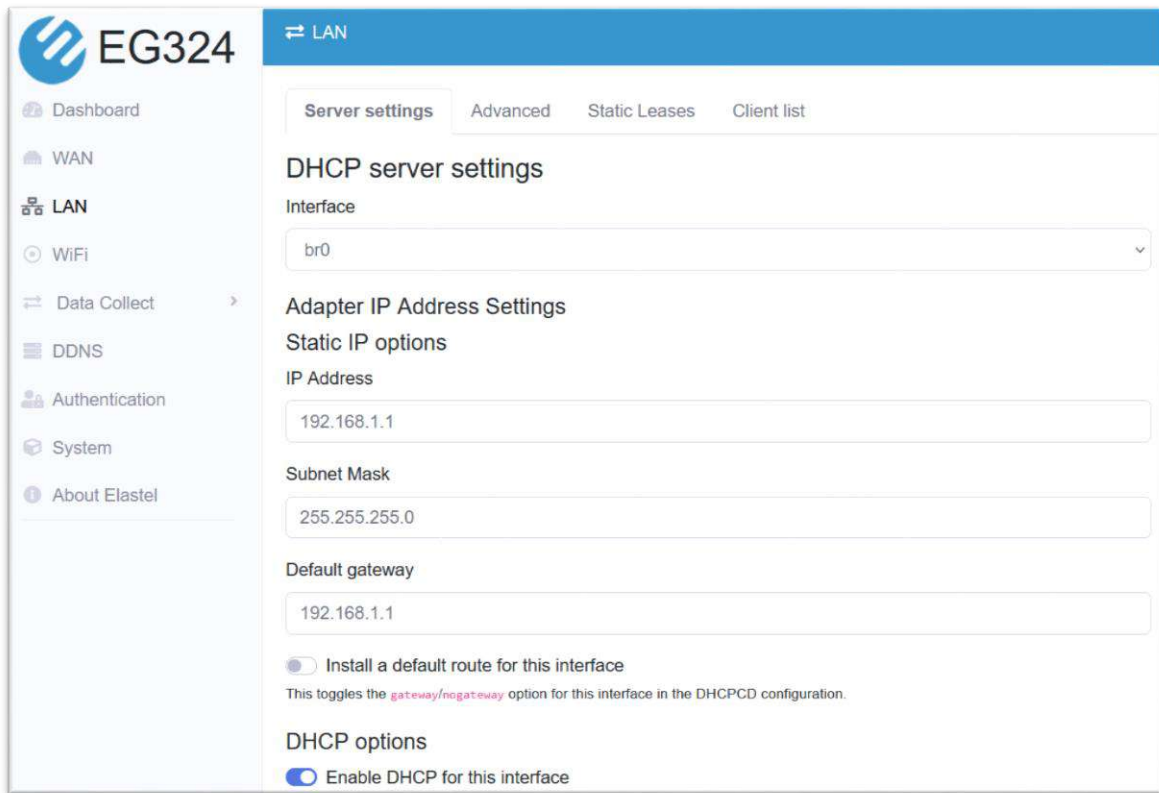 EG324
Dashboard
WAN
LAN
WiFi
Data Collect
DDNS
Authentication
System
About Elastel
LAN
Server settings Advanced Static Leases Client list
DHCP server settings
Interface
br0
Adapter IP Address Settings
Static IP options
IP Address
192.168.1.1
Subnet Mask
255.255.255.0
Default gateway
192.168.1.1
Install a default route for this interface
This toggles the gateway/nogateway option for this interface in the DHCPCD configuration.
DHCP options
Enable DHCP for this interface